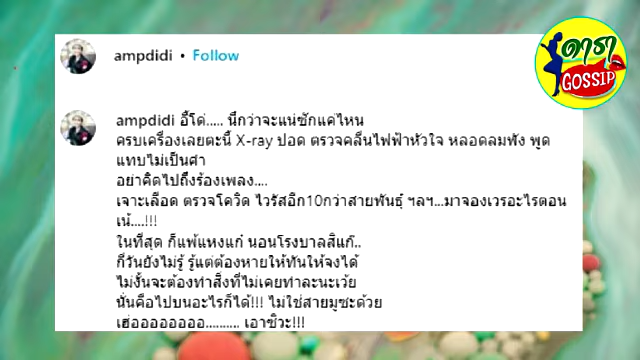 ampdidi • Follow
ดารา
GOSSIP
ampdidi อี้โด่..... นึกว่าจะแน่ซักแค่ไหน
ครบเครื่องเลยตะนี้ X-ray ปอด ตรวจคลื่นไฟฟ้าหัวใจ หลอดลมพัง พูด
แทบไม่เป็นคำ
อย่าคิดไปถึงร้องเพลง....
เจาะเลือด ตรวจโควิด ไวรัสอีก10กว่าสายพันธุ์ ฯลฯ...มาจองเวรอะไรตอน
เน้....!!!
ในที่สุด ก็แพ้แหงแก๋ นอนโรงบาลสิแก๊..
กี่วันยังไม่รู้ รู้แต่ต้องหายให้ทันให้จงได้
ไม่งั้นจะต้องทำสิ่งที่ไม่เคยทำละนะเว้ย
นั่นคือไปบนอะไรก็ได้!!! ไม่ใช่สายมูซะด้วย
เฮ่ออออออออ.......... เอาซิวะ!!!